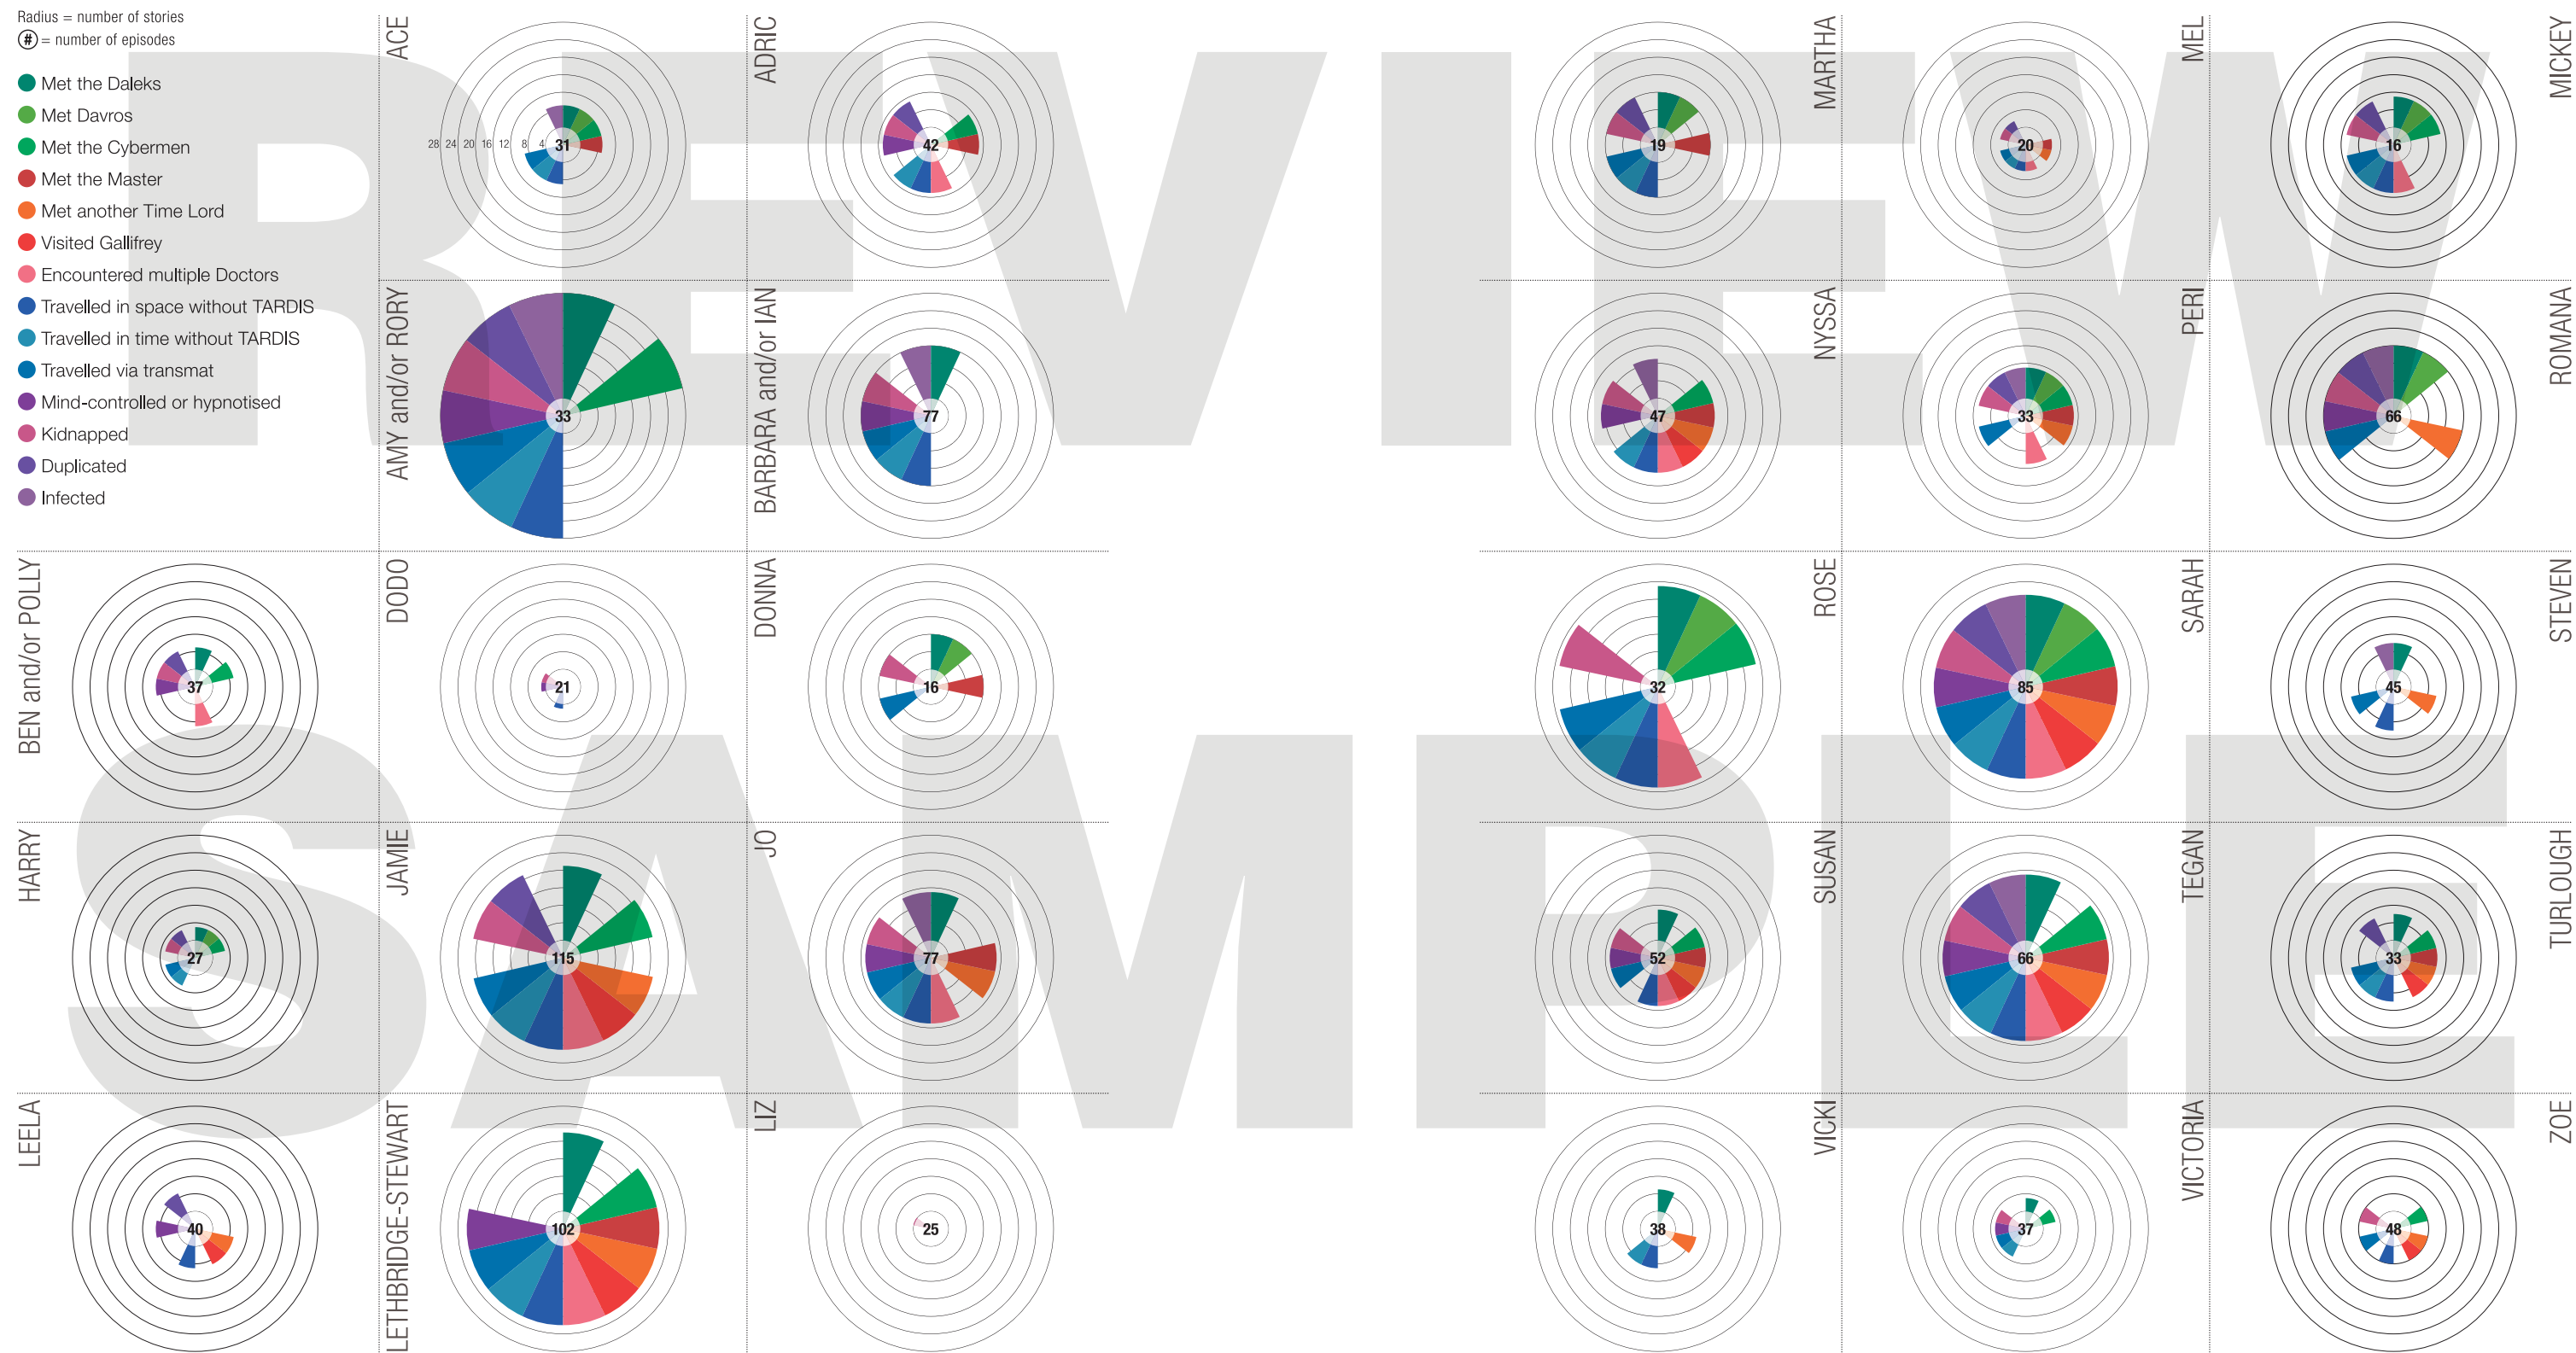 Radius = number of stories
# = number of episodes
Met the Daleks
Met Davros
Met the Cybermen
Met the Master
Met another Time Lord
Visited Gallifrey
Encountered multiple Doctors
Travelled in space without TARDIS
Travelled in time without TARDIS
Travelled via transmat
Mind-controlled or hypnotised
Kidnapped
Duplicated
Infected
REVIEW
SAMPLE
ACE
28 24 20 16 12 8 4 31
ADRIC
42
MARTHA
19
MEL
20
MICKEY
16
AMY and/or RORY
33
BARBARA and/or IAN
77
NYSSA
47
PERI
33
ROMANA
66
BEN and/or POLLY
37
DODO
21
DONNA
16
ROSE
32
SARAH
85
STEVEN
45
HARRY
27
JAMIE
115
JO
77
SUSAN
52
TEGAN
66
TURLOUGH
33
LEELA
40
LETHBRIDGE-STEWART
102
LIZ
25
VICKI
38
VICTORIA
37
ZOE
48